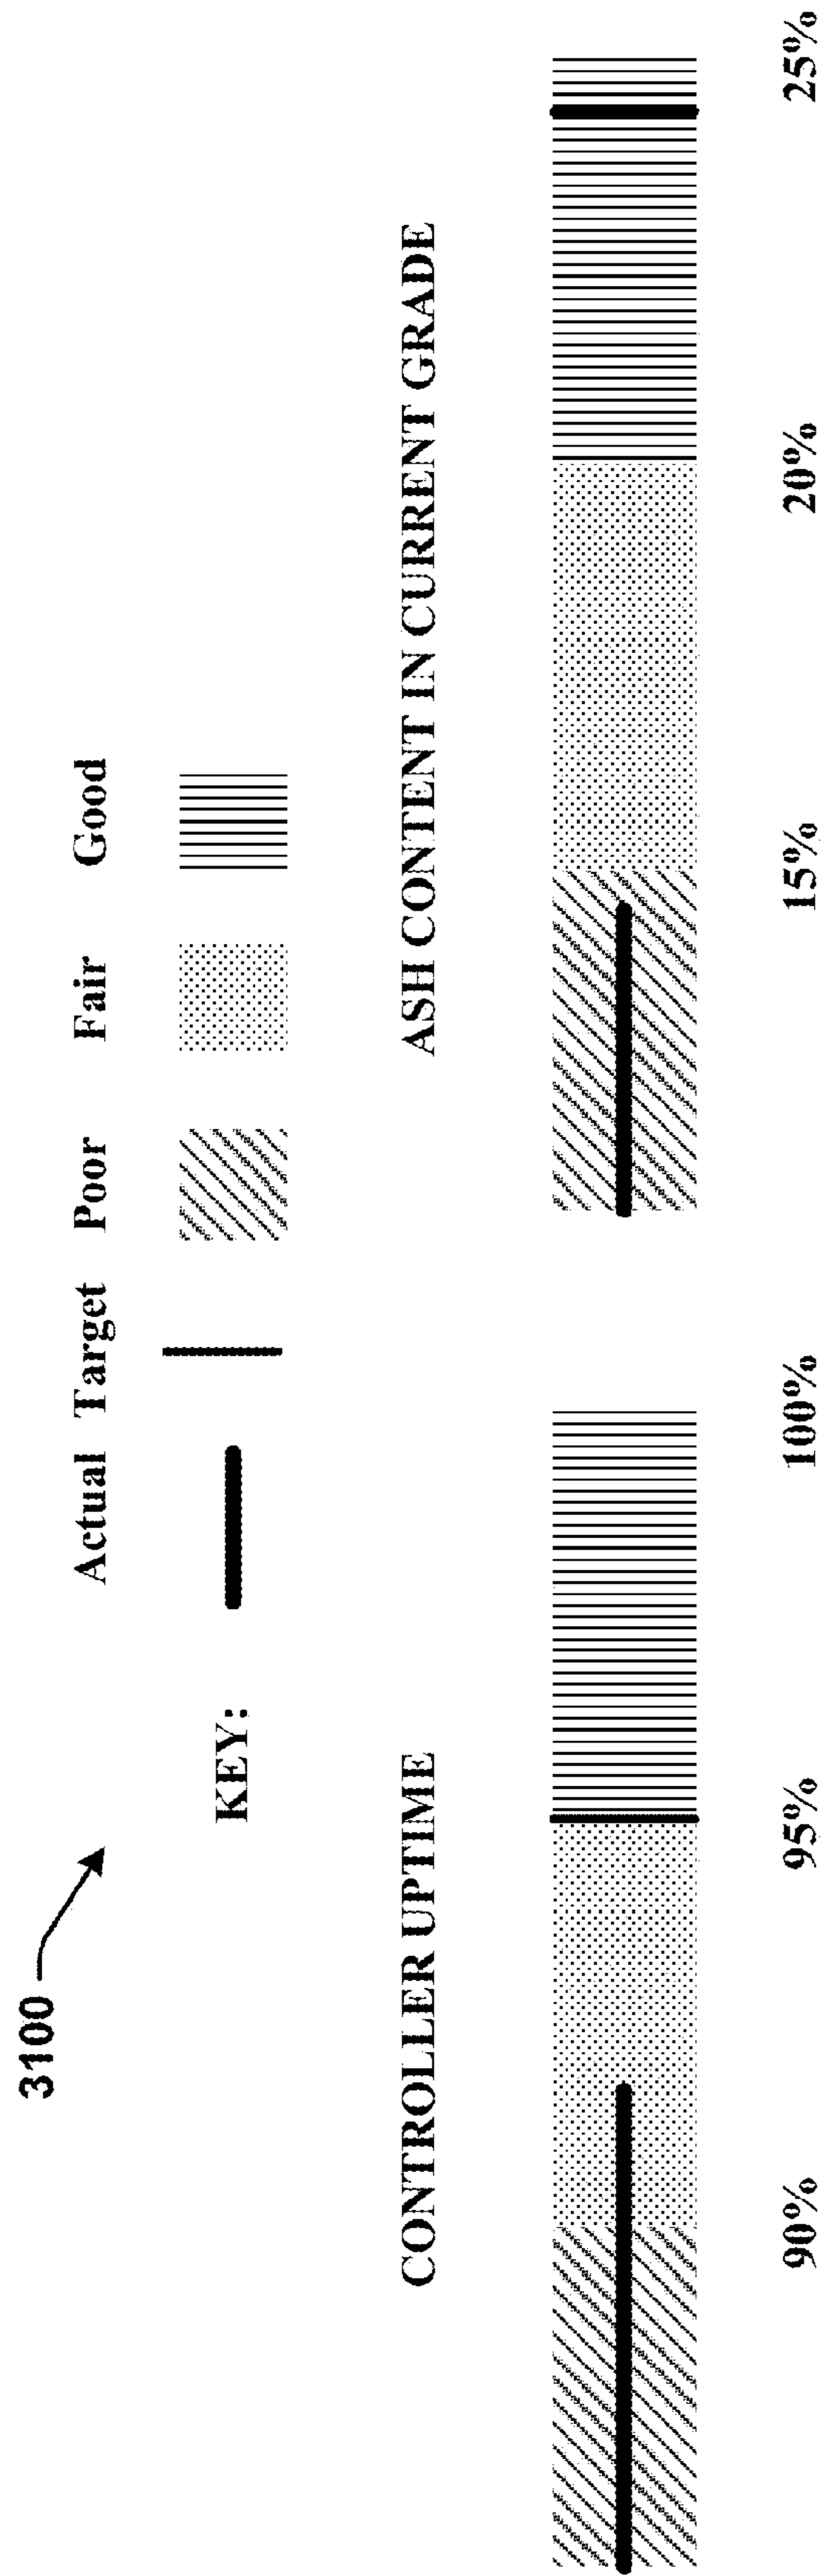 3100
Actual Target Poor Fair Good
KEY:
CONTROLLER UPTIME
ASH CONTENT IN CURRENT GRADE
90% 95% 100%
15% 20% 25%